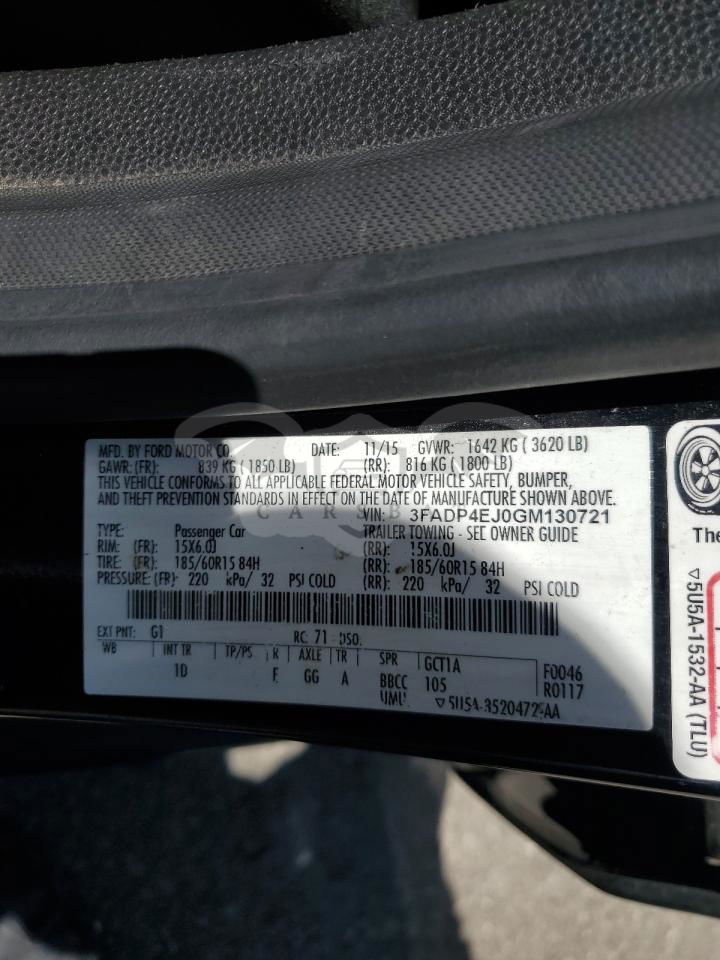 MFD. BY FORD MOTOR CO. DATE: 11/15 GVWR: 1642 KG ( 3620 LB)
GAWR: (FR): 839 KG ( 1850 LB) (RR): 816 KG ( 1800 LB)
THIS VEHICLE CONFORMS TO ALL APPLICABLE FEDERAL MOTOR VEHICLE SAFETY, BUMPER,
AND THEFT PREVENTION STANDARDS IN EFFECT ON THE DATE OF MANUFACTURE SHOWN ABOVE.
CARSB
VIN: 3FADP4EJ0GM130721
TYPE: Passenger Car TRAILER TOWING - SEE OWNER GUIDE
RIM: (FR): 15X6.0J (RR): 15X6.0J
TIRE: (FR): 185/60R15 84H (RR): 185/60R15 84H
PRESSURE: (FR): 220 kPa/ 32 PSI COLD (RR): 220 kPa/ 32 PSI COLD
EXT PNT: G1 RC: 71 DSO:
WB INT TR TP/PS R AXLE TR SPR GCT1A F0046
1D F GG A BBCC 105 R0117
5U5A-3520472-AA
The
5U5A-1532-AA (TLU)